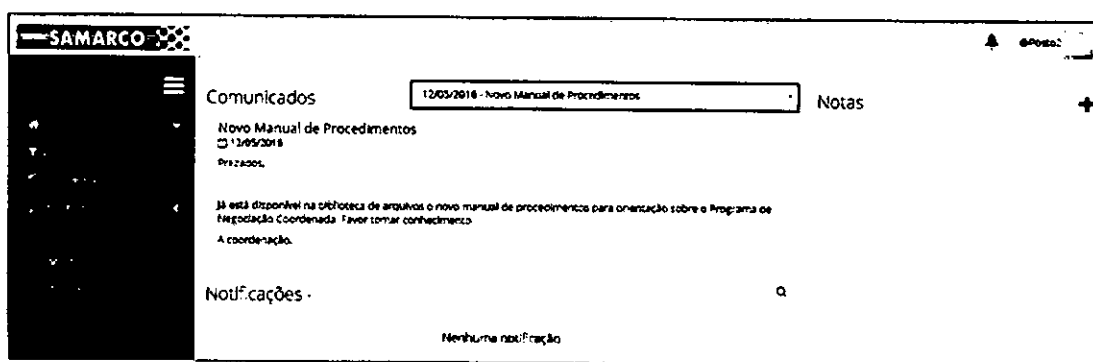 SAMARCO
Comunicados
12/05/2016 - Novo Manual de Procedimentos
Notas
Novo Manual de Procedimentos
12/05/2016
Prezados,
Já está disponível na biblioteca de arquivos o novo manual de procedimentos para orientação sobre o Programa de
Negociação Coordenada. Favor tomar conhecimento.
A coordenação.
Notificações
Nenhuma notificação